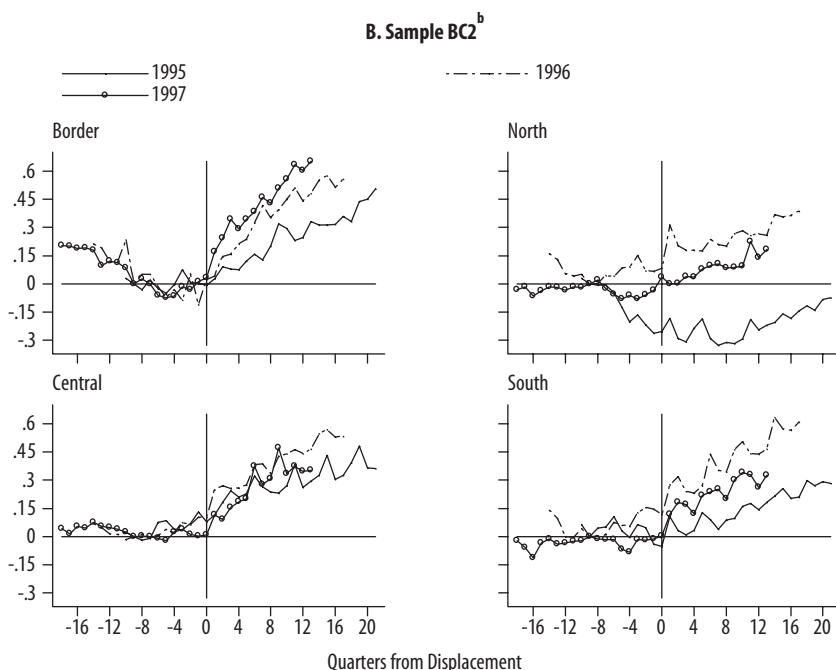 B. Sample BC2b
1995
1996
1997
Border
North
.6
.45
.3
.15
0
-.15
-.3
Central
South
.6
.45
.3
.15
0
-.15
-.3
-16 -12 -8 -4 0 4 8 12 16 20
-16 -12 -8 -4 0 4 8 12 16 20
Quarters from Displacement